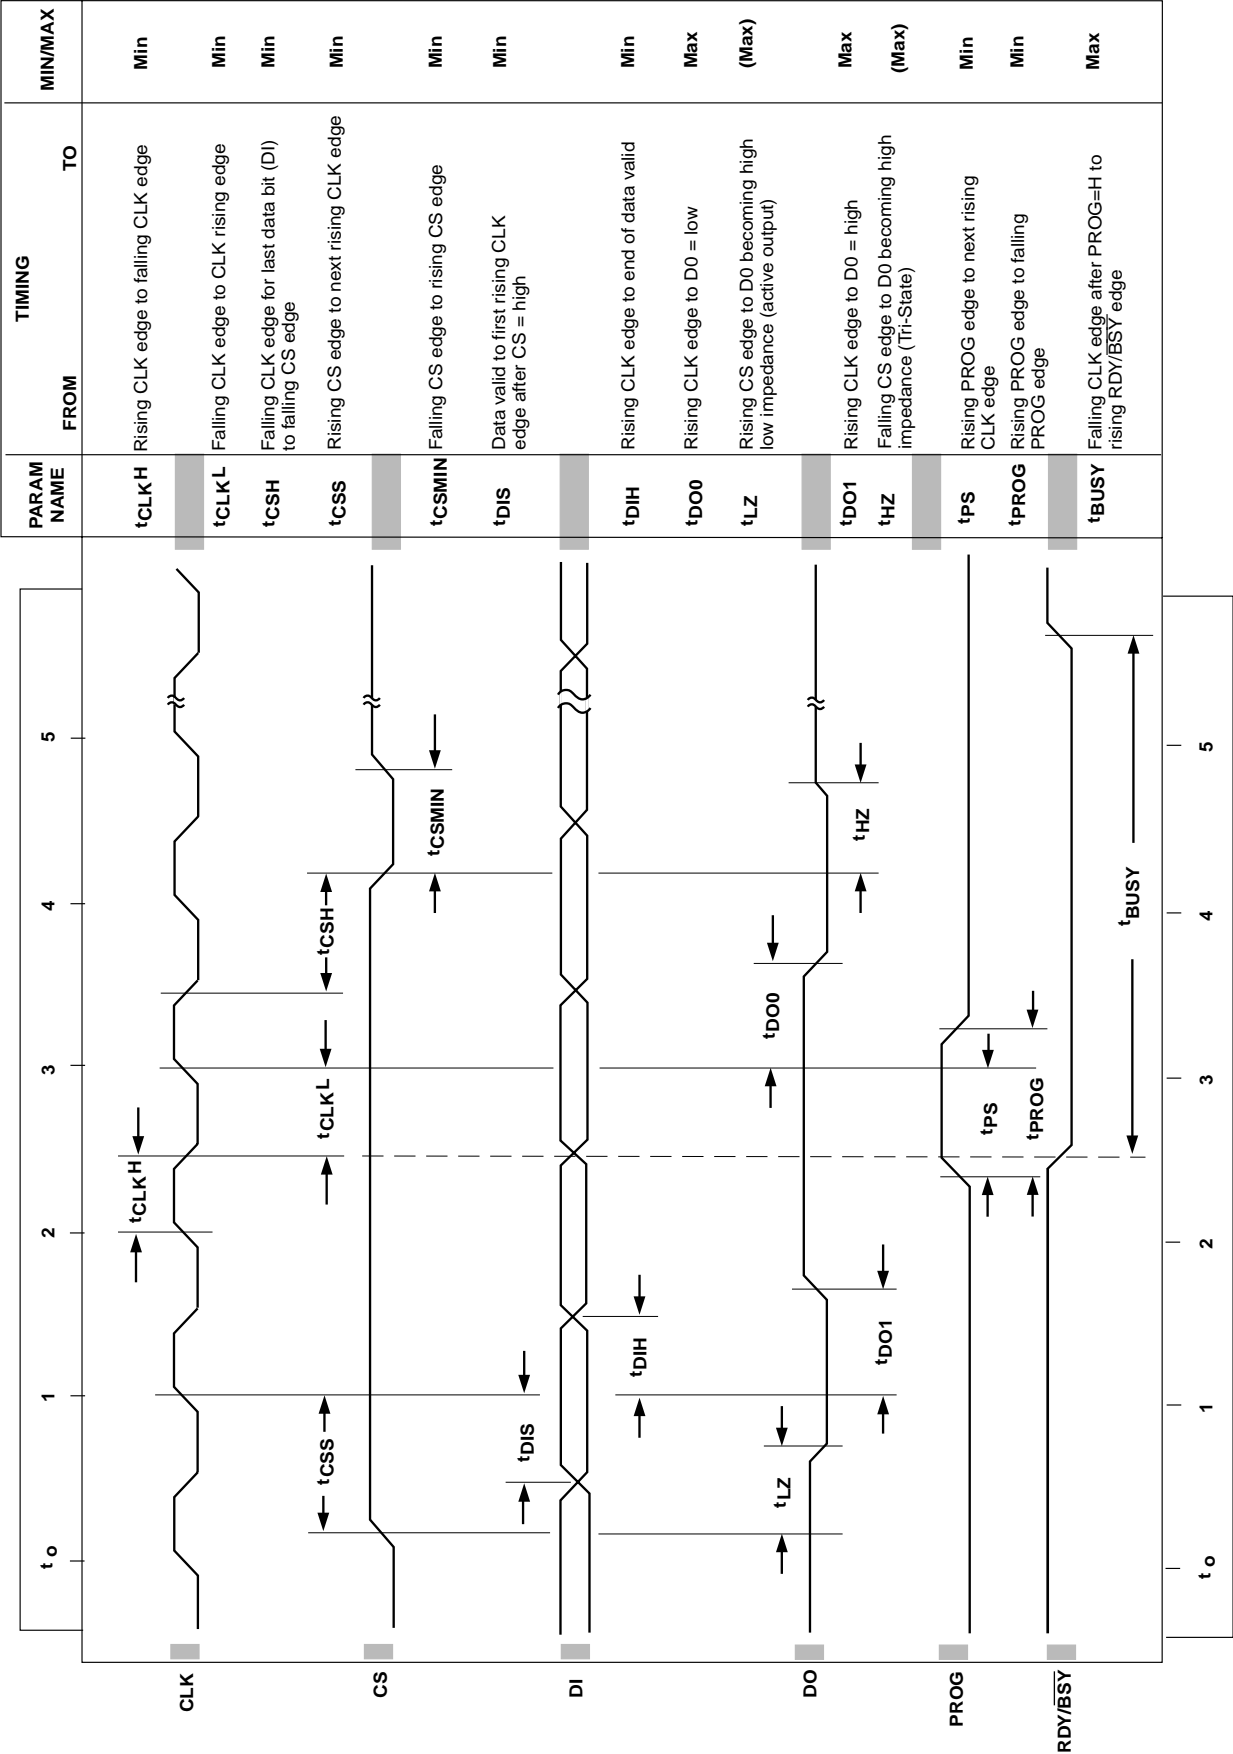 t o
1
2
3
4
5
PARAM
NAME
TIMING
FROM
TO
MIN/MAX
CLK
tCLKH
tCLKH
Rising CLK edge to falling CLK edge
Min
tCLKL
Falling CLK edge to CLK rising edge
Min
tCSH
Falling CLK edge for last data bit (DI)
to falling CS edge
Min
tCSS
tCLKL
tCSH
tCSS
Rising CS edge to next rising CLK edge
Min
CS
tCSMIN
tCSMIN
Falling CS edge to rising CS edge
Min
tDIS
tDIS
Data valid to first rising CLK
edge after CS = high
Min
DI
tDIH
tDIH
Rising CLK edge to end of data valid
Min
tDO0
Rising CLK edge to D0 = low
Max
tLZ
tDO0
tLZ
Rising CS edge to D0 becoming high
low impedance (active output)
(Max)
DO
tDO1
tHZ
tDO1
Rising CLK edge to D0 = high
Max
tHZ
Falling CS edge to D0 becoming high
impedance (Tri-State)
(Max)
PROG
tPS
tPS
Rising PROG edge to next rising
CLK edge
Min
tPROG
tPROG
Rising PROG edge to falling
PROG edge
Min
RDY/BSY
tBUSY
tBUSY
Falling CLK edge after PROG=H to
rising RDY/BSY edge
Max
t o
1
2
3
4
5